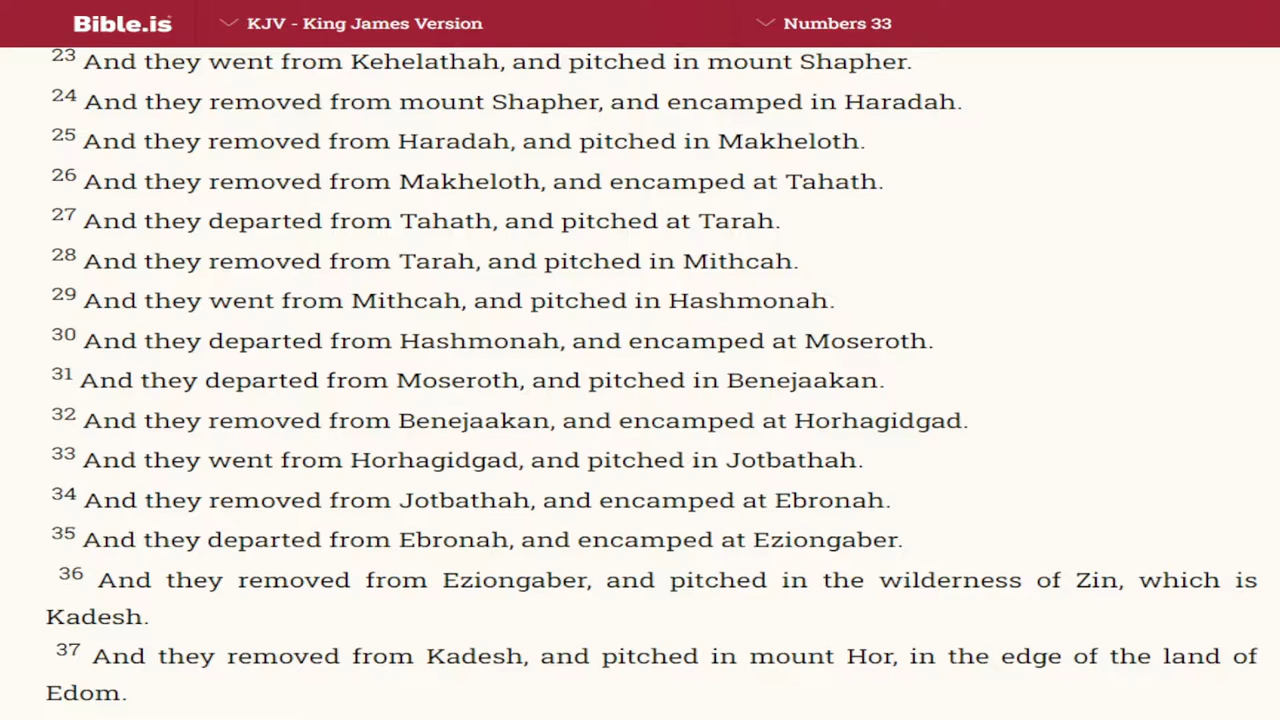 Bible.is KJV - King James Version Numbers 33
23 And they went from Kehelathah, and pitched in mount Shapher.
24 And they removed from mount Shapher, and encamped in Haradah.
25 And they removed from Haradah, and pitched in Makheloth.
26 And they removed from Makheloth, and encamped at Tahath.
27 And they departed from Tahath, and pitched at Tarah.
28 And they removed from Tarah, and pitched in Mithcah.
29 And they went from Mithcah, and pitched in Hashmonah.
30 And they departed from Hashmonah, and encamped at Moseroth.
31 And they departed from Moseroth, and pitched in Benejaakan.
32 And they removed from Benejaakan, and encamped at Horhagidgad.
33 And they went from Horhagidgad, and pitched in Jotbathah.
34 And they removed from Jotbathah, and encamped at Ebronah.
35 And they departed from Ebronah, and encamped at Eziongaber.
36 And they removed from Eziongaber, and pitched in the wilderness of Zin, which is
Kadesh.
37 And they removed from Kadesh, and pitched in mount Hor, in the edge of the land of
Edom.